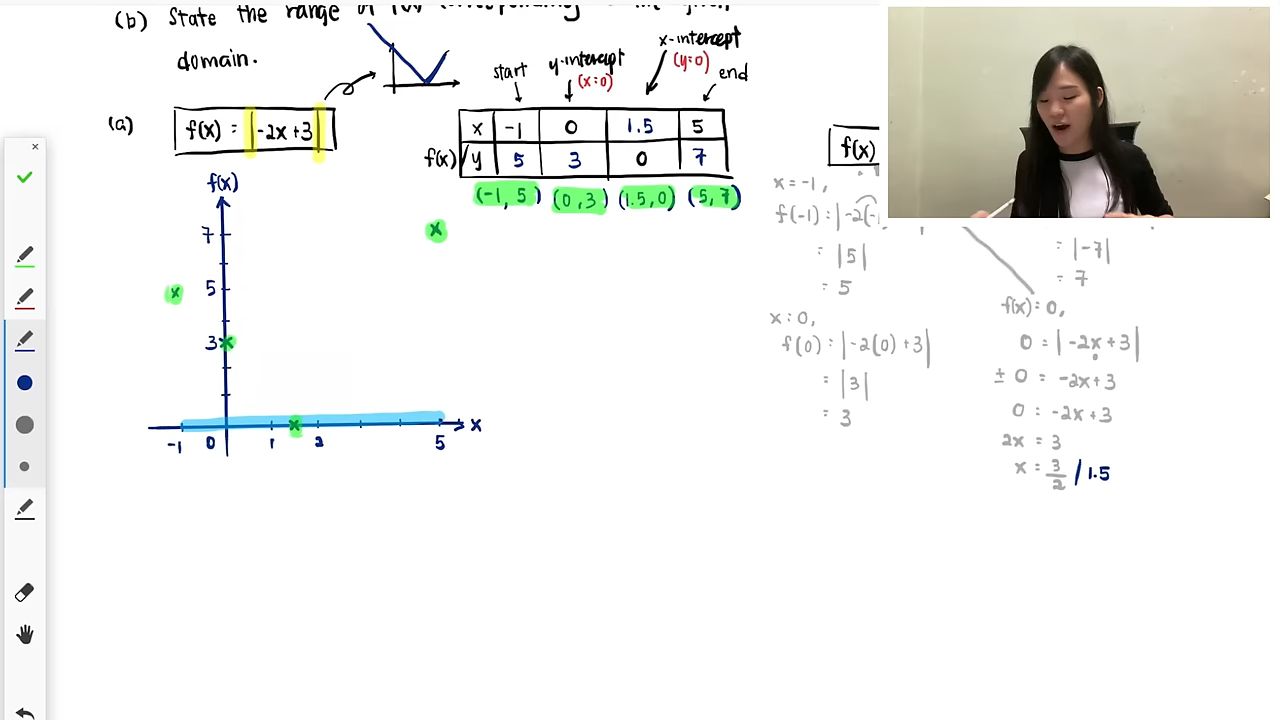 (b) State the range of f(x) corresponding to the given
domain.
(a) f(x) = |-2x+3|
start y-intercept (x=0) x-intercept (y=0) end
x -1 0 1.5 5
f(x)/y 5 3 0 7
(-1, 5) (0, 3) (1.5, 0) (5, 7)
f(x)
7
5
3
-1 0 1 2 5 x
f(x)
x = -1,
f(-1) = |-2(-1
= |5|
= 5
x = 0,
f(0) = |-2(0) +3|
= |3|
= 3
= |-7|
= 7
f(x) = 0,
0 = |-2x +3|
± 0 = -2x+3
0 = -2x+3
2x = 3
x = 3/2 / 1.5